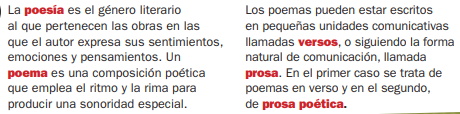 La poesía es el género literario
al que pertenecen las obras en las
que el autor expresa sus sentimientos,
emociones y pensamientos. Un
poema es una composición poética
que emplea el ritmo y la rima para
producir una sonoridad especial.
Los poemas pueden estar escritos
en pequeñas unidades comunicativas
llamadas versos, o siguiendo la forma
natural de comunicación, llamada
prosa. En el primer caso se trata de
poemas en verso y en el segundo,
de prosa poética.